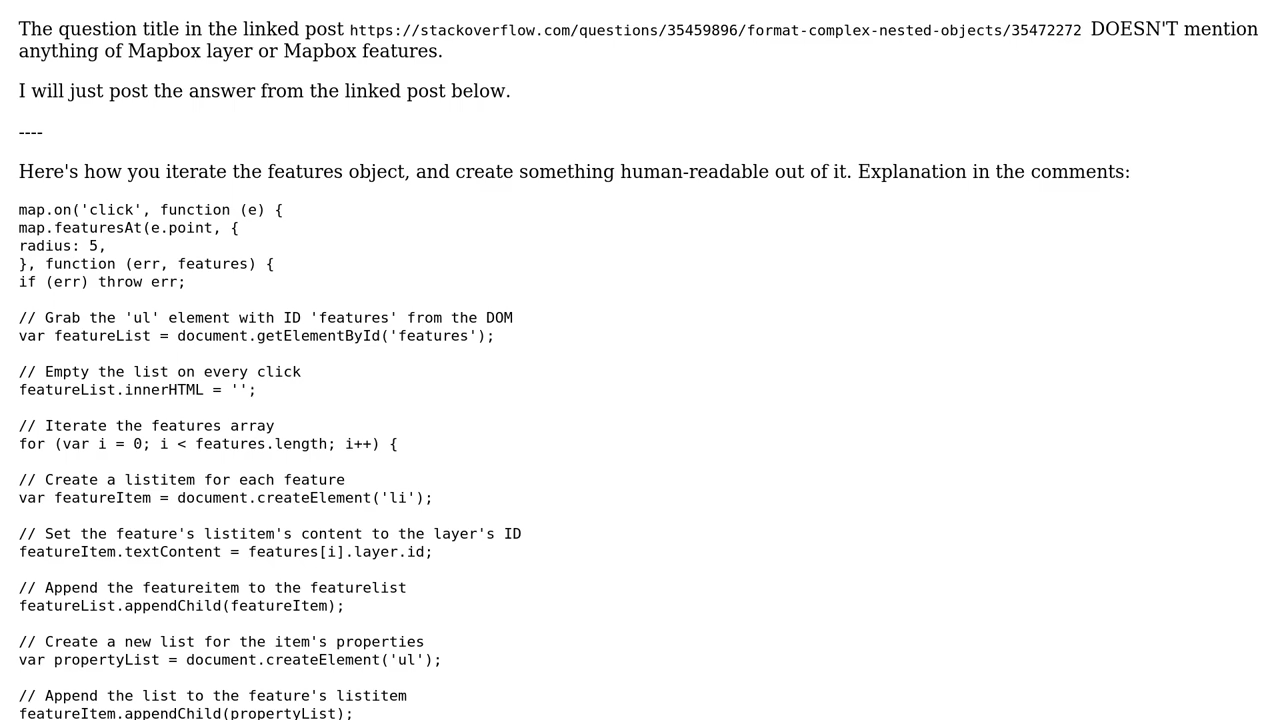 The question title in the linked post https://stackoverflow.com/questions/35459896/format-complex-nested-objects/35472272 DOESN'T mention
anything of Mapbox layer or Mapbox features.
I will just post the answer from the linked post below.
----
Here's how you iterate the features object, and create something human-readable out of it. Explanation in the comments:
map.on('click', function (e) {
map.featuresAt(e.point, {
radius: 5,
}, function (err, features) {
if (err) throw err;
// Grab the 'ul' element with ID 'features' from the DOM
var featureList = document.getElementById('features');
// Empty the list on every click
featureList.innerHTML = '';
// Iterate the features array
for (var i = 0; i < features.length; i++) {
// Create a listitem for each feature
var featureItem = document.createElement('li');
// Set the feature's listitem's content to the layer's ID
featureItem.textContent = features[i].layer.id;
// Append the featureitem to the featurelist
featureList.appendChild(featureItem);
// Create a new list for the item's properties
var propertyList = document.createElement('ul');
// Append the list to the feature's listitem
featureItem.appendChild(propertyList);